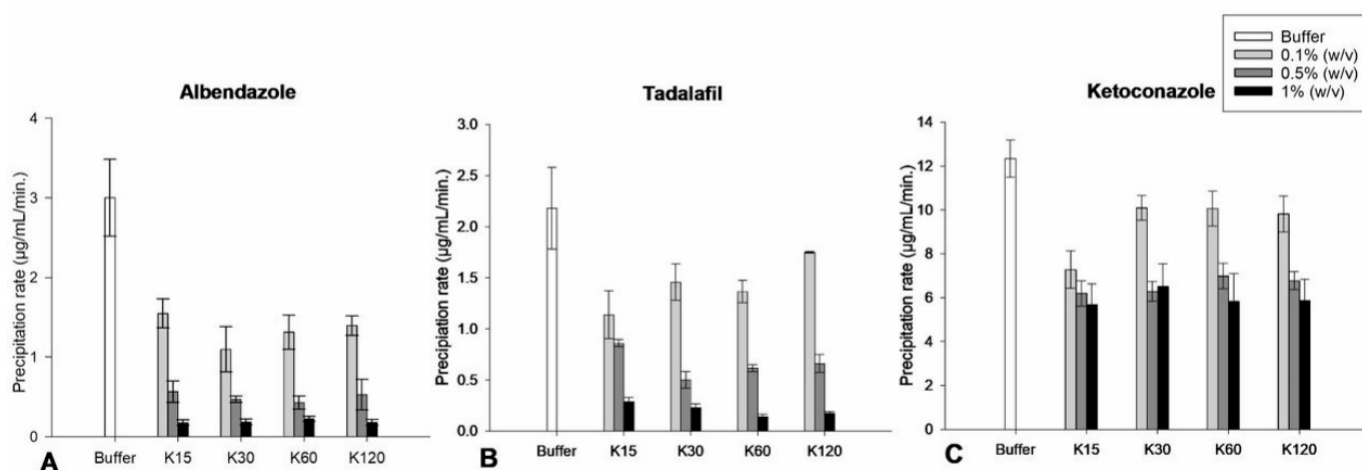 Buffer
0.1% (w/v)
0.5% (w/v)
1% (w/v)
Albendazole
Precipitation rate (µg/mL/min.)
4
3
2
1
0
A
Buffer K15 K30 K60 K120
Tadalafil
Precipiation rate (µg/mL/min.)
3.0
2.5
2.0
1.5
1.0
0.5
0.0
B
Buffer K15 K30 K60 K120
Ketoconazole
Precipitation rate (µg/mL/min.)
14
12
10
8
6
4
2
0
C
Buffer K15 K30 K60 K120